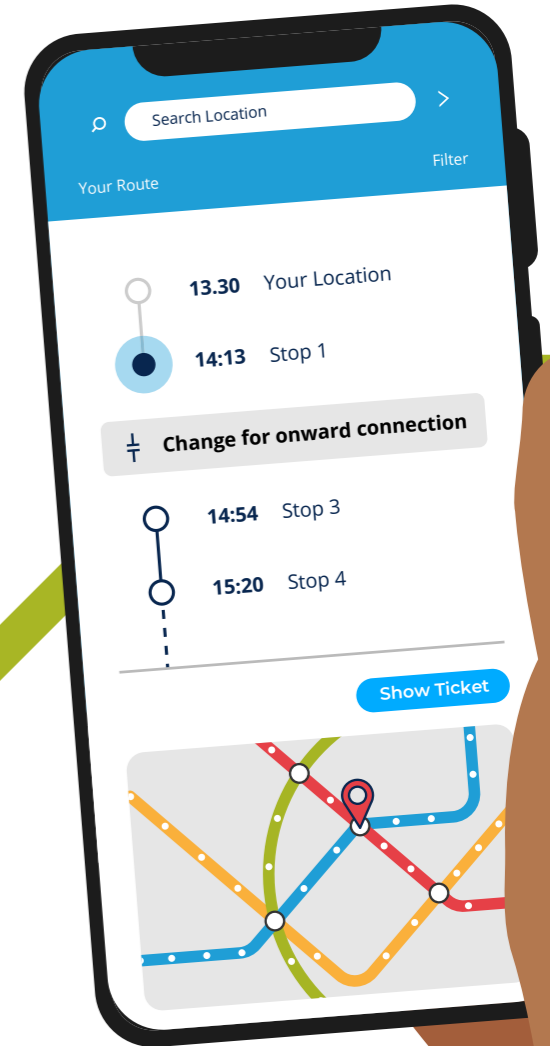 Search Location
Your Route Filter
13.30 Your Location
14:13 Stop 1
Change for onward connection
14:54 Stop 3
15:20 Stop 4
Show Ticket